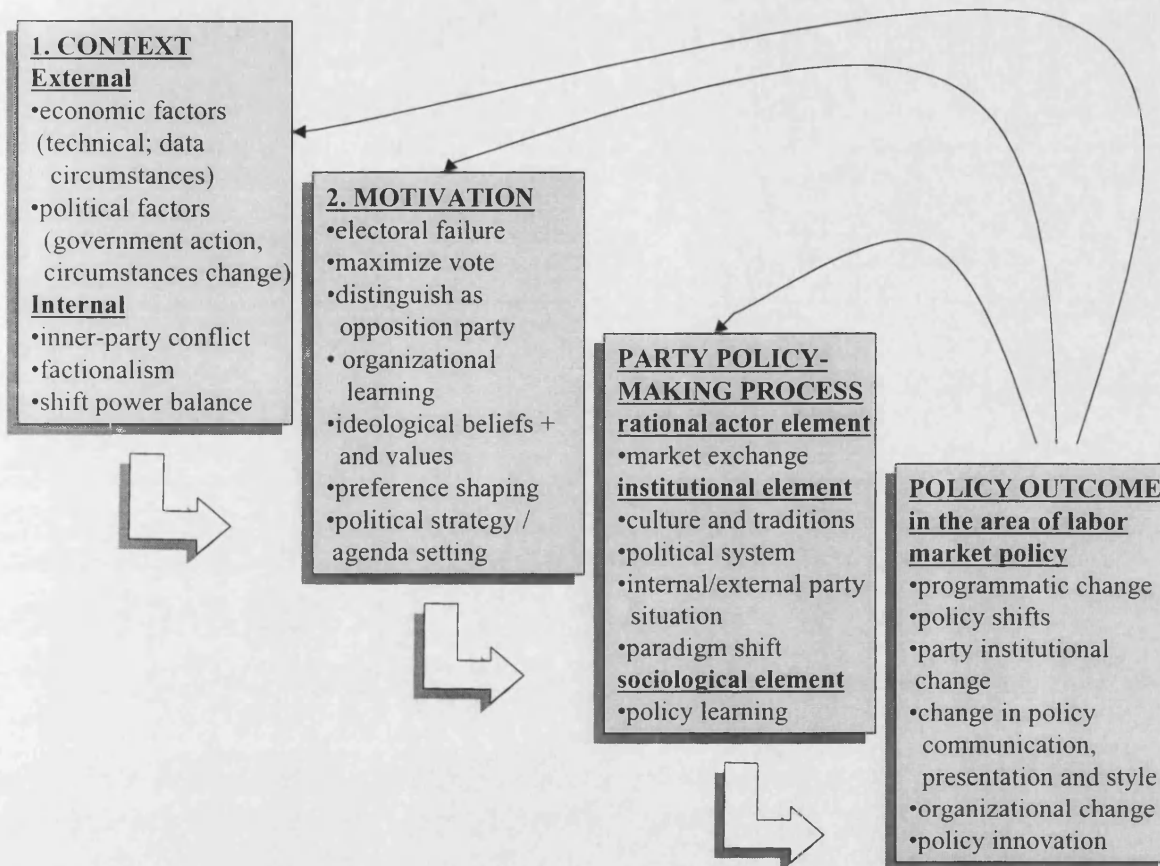 1. CONTEXT
External
•economic factors
(technical; data
circumstances)
•political factors
(government action,
circumstances change)
Internal
•inner-party conflict
•factionalism
•shift power balance
2. MOTIVATION
•electoral failure
•maximize vote
•distinguish as
opposition party
• organizational
learning
•ideological beliefs +
and values
•preference shaping
•political strategy /
agenda setting
PARTY POLICY-
MAKING PROCESS
rational actor element
•market exchange
institutional element
•culture and traditions
•political system
•internal/external party
situation
•paradigm shift
sociological element
•policy learning
POLICY OUTCOME
in the area of labor
market policy
•programmatic change
•policy shifts
•party institutional
change
•change in policy
communication,
presentation and style
•organizational change
•policy innovation